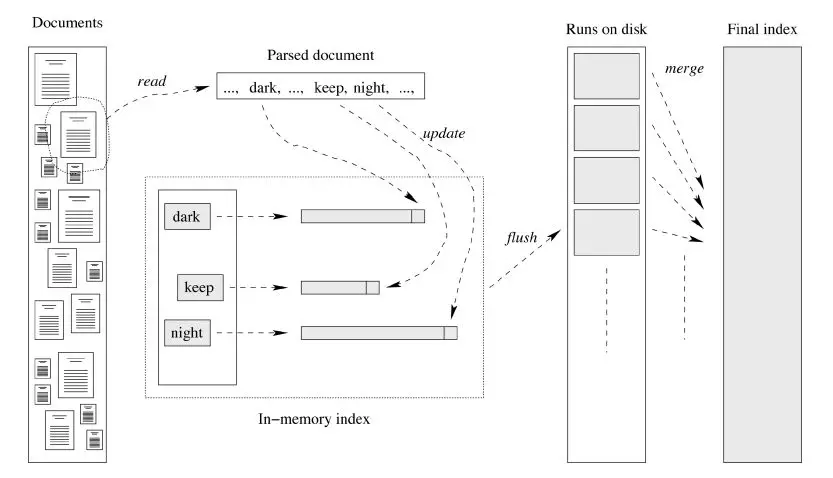 Documents
Runs on disk
Final index
Parsed document
read
..., dark, ..., keep, night, ...,
merge
update
dark
flush
keep
night
In-memory index